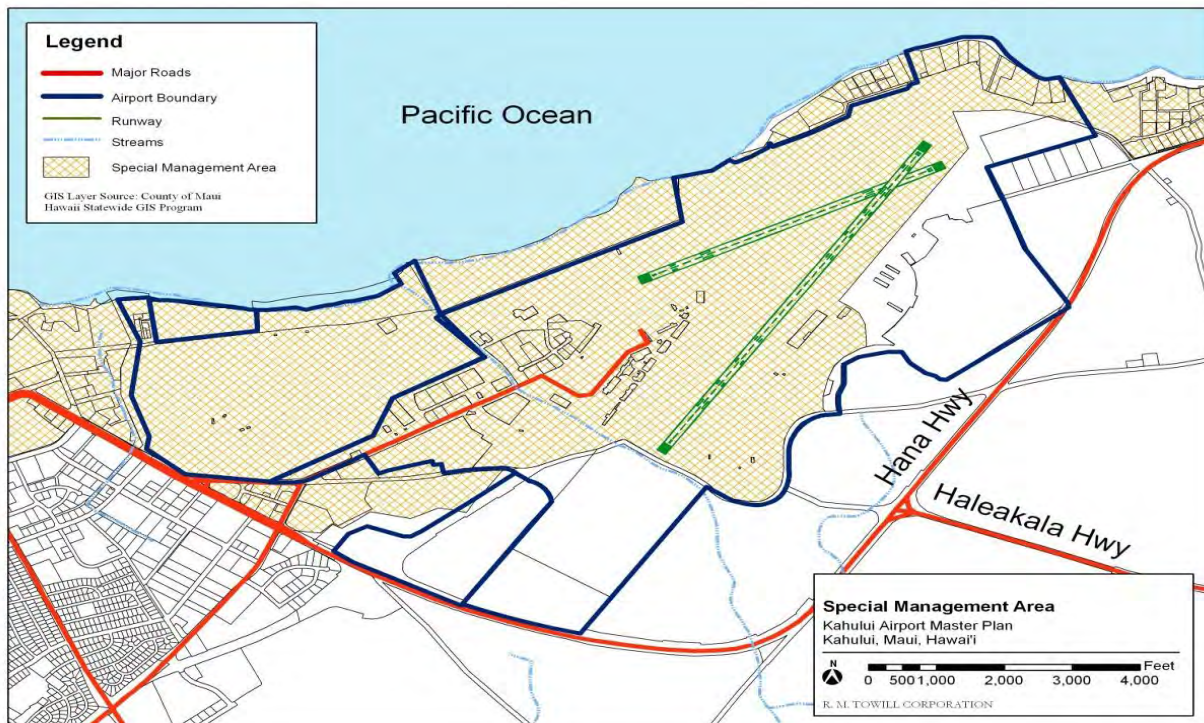 Legend
Major Roads
Airport Boundary
Runway
Streams
Special Management Area
GIS Layer Source: County of Maui
Hawaii Statewide GIS Program
Pacific Ocean
Hana Hwy
Haleakala Hwy
Special Management Area
Kahului Airport Master Plan
Kahului, Maui, Hawai'i
N
Feet
0 500 1,000 2,000 3,000 4,000
R. M. TOWILL CORPORATION